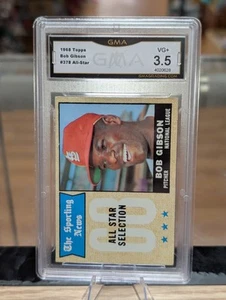 1968 Topps
Bob Gibson
#378 All-Star
GMA
VG+
3.5
The Sporting
News
ALL STAR
SELECTION
BOB GIBSON
PITCHER
NATIONAL LEAGUE